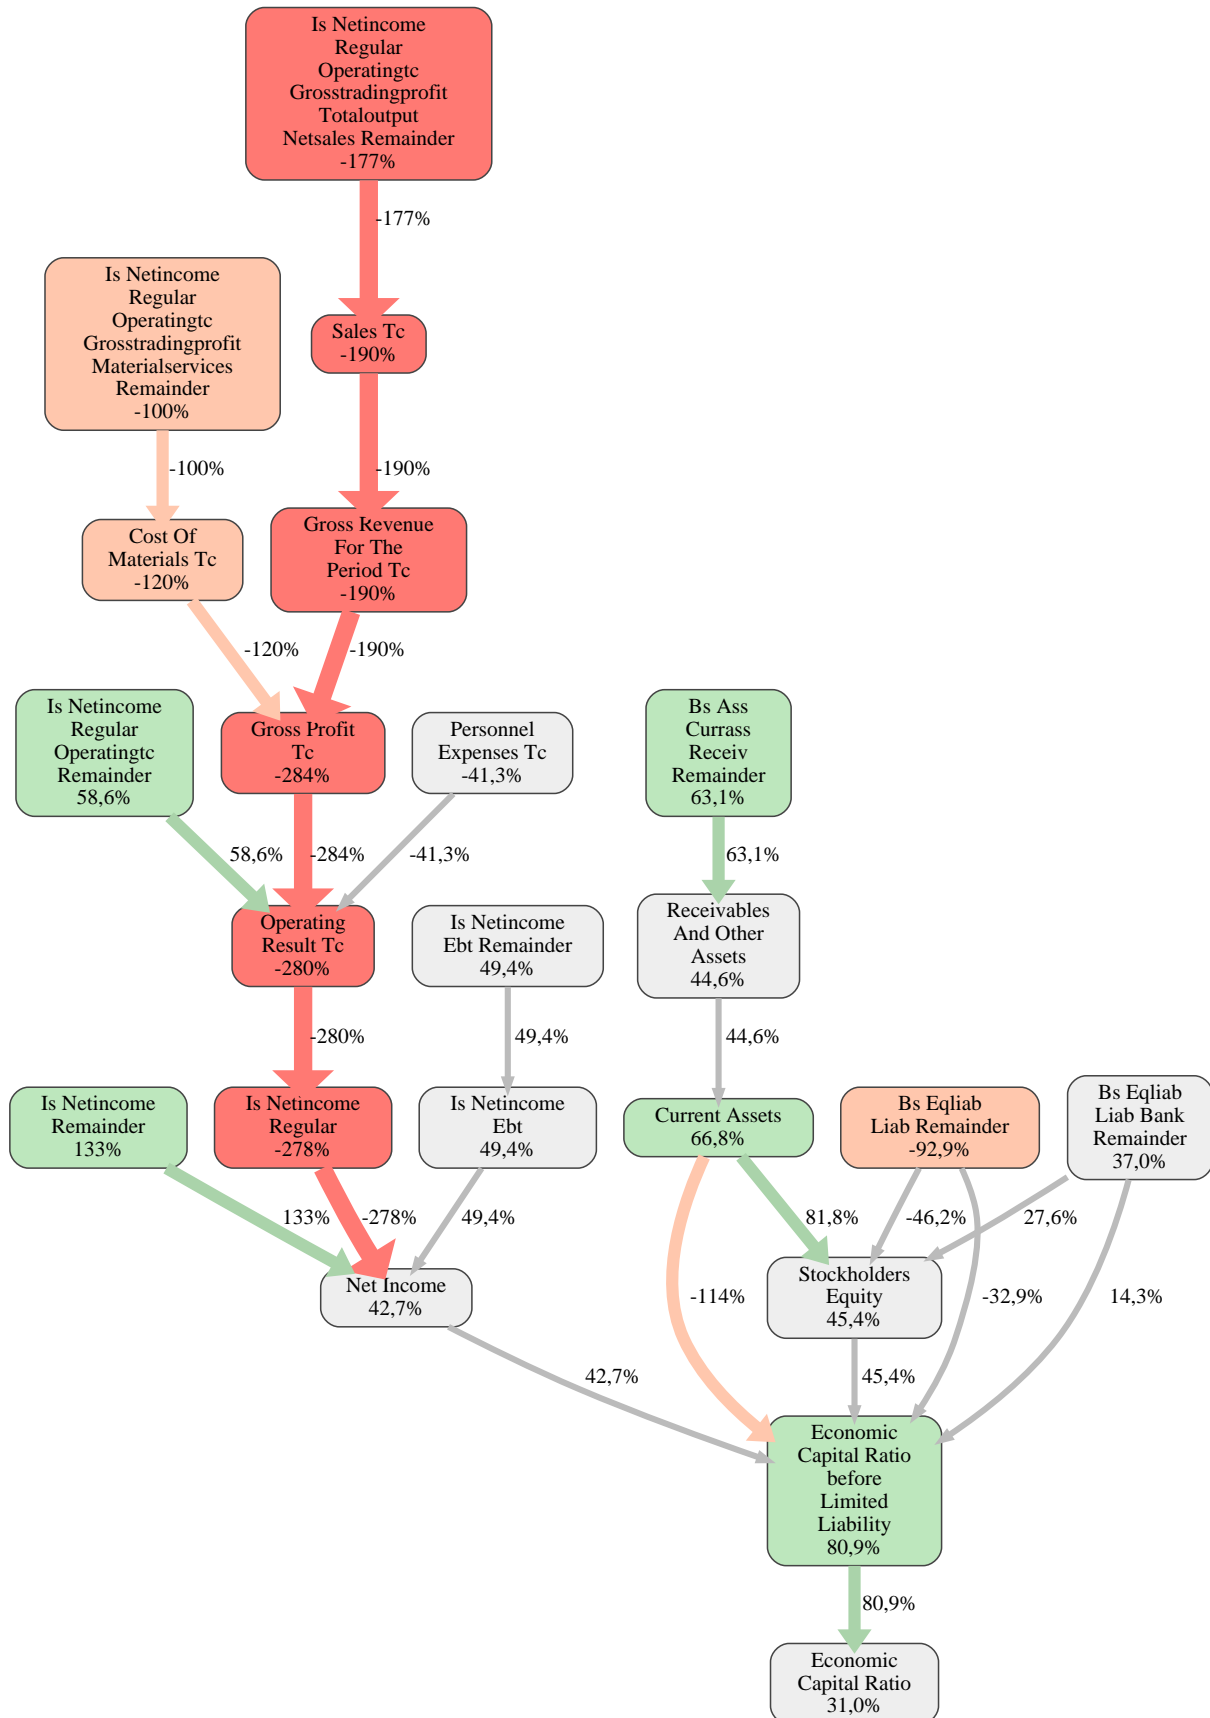 Is Netincome
Regular
Operatingtc
Grosstradingprofit
Totaloutput
Netsales Remainder
-177%
-177%
Is Netincome
Regular
Operatingtc
Grosstradingprofit
Materialservices
Remainder
-100%
Sales Tc
-190%
-100%
-190%
Cost Of
Materials Tc
-120%
Gross Revenue
For The
Period Tc
-190%
-120%
-190%
Is Netincome
Regular
Operatingtc
Remainder
58,6%
Gross Profit
Tc
-284%
Personnel
Expenses Tc
-41,3%
Bs Ass
Currass
Receiv
Remainder
63,1%
58,6%
-284%
-41,3%
63,1%
Operating
Result Tc
-280%
Is Netincome
Ebt Remainder
49,4%
Receivables
And Other
Assets
44,6%
-280%
49,4%
44,6%
Is Netincome
Remainder
133%
Is Netincome
Regular
-278%
Is Netincome
Ebt
49,4%
Current Assets
66,8%
Bs Eqliab
Liab Remainder
-92,9%
Bs Eqliab
Liab Bank
Remainder
37,0%
133%
-278%
49,4%
81,8%
-46,2%
27,6%
Net Income
42,7%
-114%
Stockholders
Equity
45,4%
-32,9%
14,3%
42,7%
45,4%
Economic
Capital Ratio
before
Limited
Liability
80,9%
80,9%
Economic
Capital Ratio
31,0%